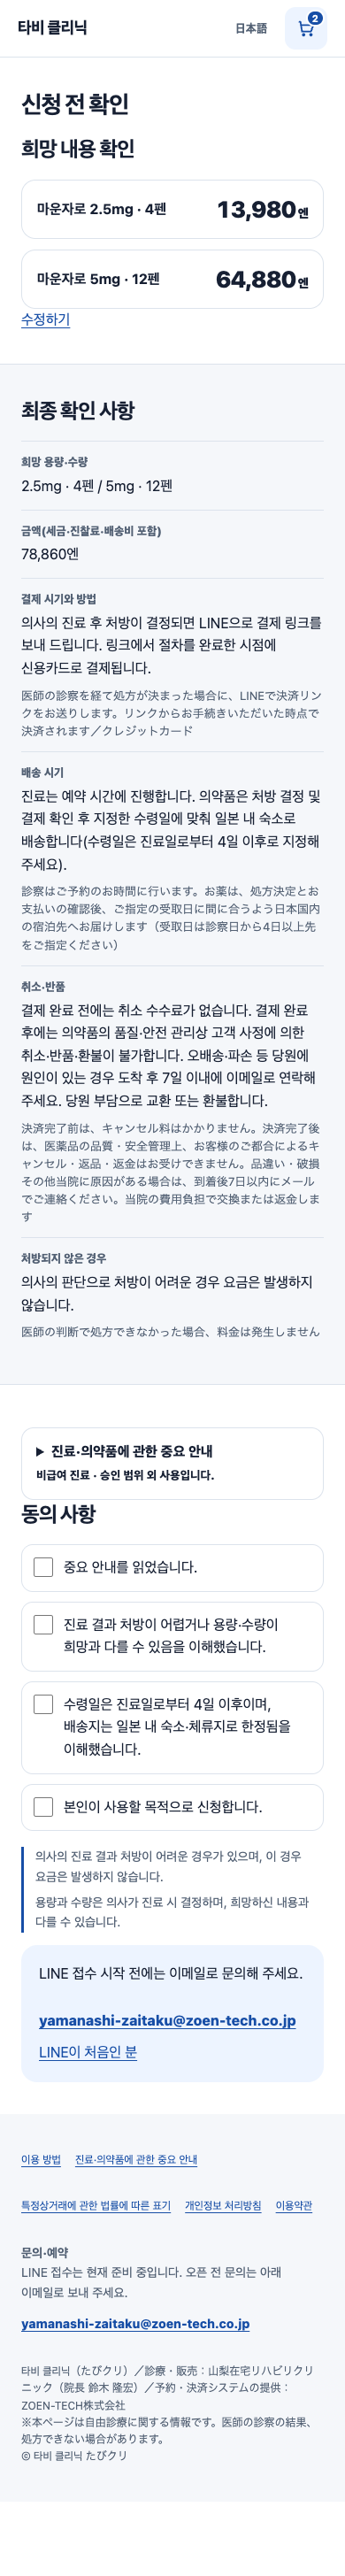 타비 클리닉
日本語
2
신청 전 확인
희망 내용 확인
마운자로 2.5mg · 4펜
13,980엔
마운자로 5mg · 12펜
64,880엔
수정하기
최종 확인 사항
희망 용량·수량
2.5mg · 4펜 / 5mg · 12펜
금액(세금·진찰료·배송비 포함)
78,860엔
결제 시기와 방법
의사의 진료 후 처방이 결정되면 LINE으로 결제 링크를
보내 드립니다. 링크에서 절차를 완료한 시점에
신용카드로 결제됩니다.
医師の診察を経て処方が決まった場合に、LINEで決済リン
クをお送りします。リンクからお手続きいただいた時点で
決済されます／クレジットカード
배송 시기
진료는 예약 시간에 진행합니다. 의약품은 처방 결정 및
결제 확인 후 지정한 수령일에 맞춰 일본 내 숙소로
배송합니다(수령일은 진료일로부터 4일 이후로 지정해
주세요).
診察はご予約のお時間に行います。お薬は、処方決定とお
支払いの確認後、ご指定の受取日に間に合うよう日本国内
の宿泊先へお届けします（受取日は診察日から4日以上先
をご指定ください）
취소·반품
결제 완료 전에는 취소 수수료가 없습니다. 결제 완료
후에는 의약품의 품질·안전 관리상 고객 사정에 의한
취소·반품·환불이 불가합니다. 오배송·파손 등 당원에
원인이 있는 경우 도착 후 7일 이내에 이메일로 연락해
주세요. 당원 부담으로 교환 또는 환불합니다.
決済完了前は、キャンセル料はかかりません。決済完了後
は、医薬品の品質・安全管理上、お客様のご都合によるキ
ャンセル・返品・返金はお受けできません。品違い・破損
その他当院に原因がある場合は、到着後7日以内にメール
でご連絡ください。当院の費用負担で交換または返金しま
す
처방되지 않은 경우
의사의 판단으로 처방이 어려운 경우 요금은 발생하지
않습니다.
医師の判断で処方できなかった場合、料金は発生しません
▶ 진료·의약품에 관한 중요 안내
비급여 진료 · 승인 범위 외 사용입니다.
동의 사항
중요 안내를 읽었습니다.
진료 결과 처방이 어렵거나 용량·수량이
희망과 다를 수 있음을 이해했습니다.
수령일은 진료일로부터 4일 이후이며,
배송지는 일본 내 숙소·체류지로 한정됨을
이해했습니다.
본인이 사용할 목적으로 신청합니다.
의사의 진료 결과 처방이 어려운 경우가 있으며, 이 경우
요금은 발생하지 않습니다.
용량과 수량은 의사가 진료 시 결정하며, 희망하신 내용과
다를 수 있습니다.
LINE 접수 시작 전에는 이메일로 문의해 주세요.
yamanashi-zaitaku@zoen-tech.co.jp
LINE이 처음인 분
이용 방법 진료·의약품에 관한 중요 안내
특정상거래에 관한 법률에 따른 표기 개인정보 처리방침 이용약관
문의·예약
LINE 접수는 현재 준비 중입니다. 오픈 전 문의는 아래
이메일로 보내 주세요.
yamanashi-zaitaku@zoen-tech.co.jp
타비 클리닉（たびクリ）／診療・販売：山梨在宅リハビリクリ
ニック（院長 鈴木 隆宏）／予約・決済システムの提供：
ZOEN-TECH株式会社
※本ページは自由診療に関する情報です。医師の診察の結果、
処方できない場合があります。
© 타비 클리닉 たびクリ